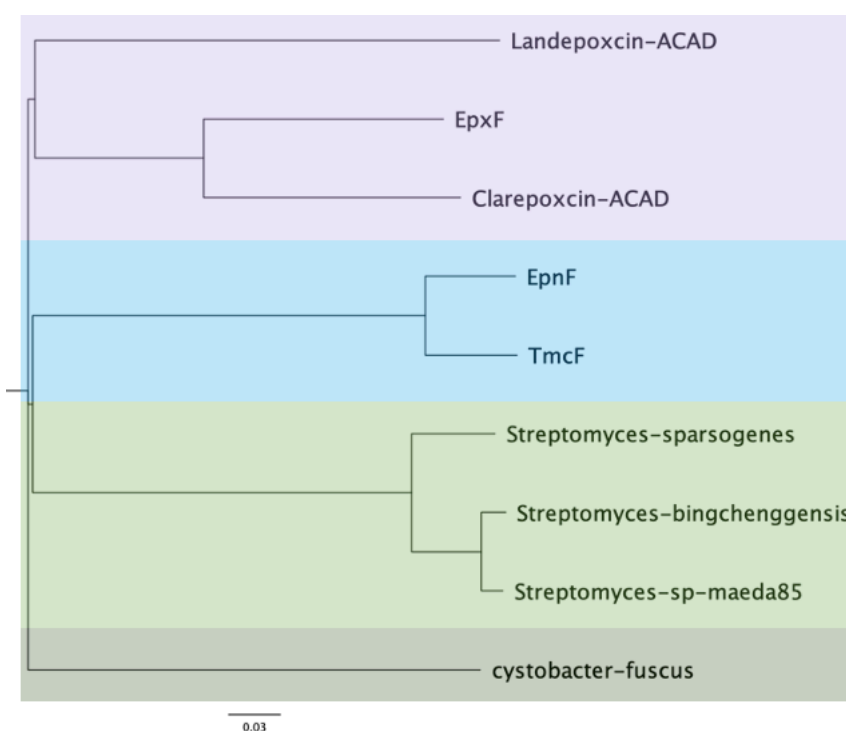 Landepoxcin-ACAD
EpxF
Clarepoxcin-ACAD
EpnF
TmcF
Streptomyces-sparsogenes
Streptomyces-bingchenggensis
Streptomyces-sp-maeda85
cystobacter-fuscus
0.03